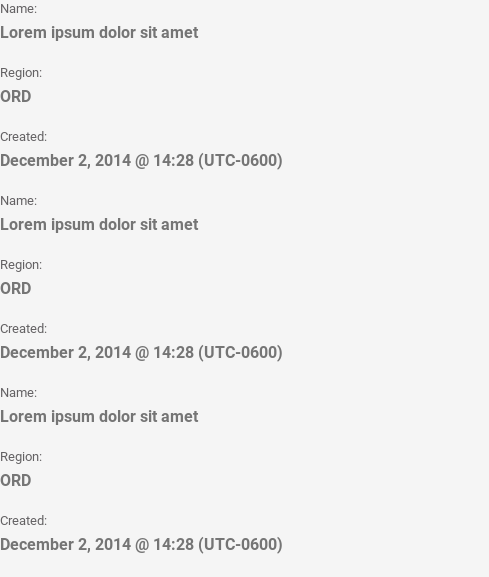 Name:
Lorem ipsum dolor sit amet
Region:
ORD
Created:
December 2, 2014 @ 14:28 (UTC-0600)
Name:
Lorem ipsum dolor sit amet
Region:
ORD
Created:
December 2, 2014 @ 14:28 (UTC-0600)
Name:
Lorem ipsum dolor sit amet
Region:
ORD
Created:
December 2, 2014 @ 14:28 (UTC-0600)